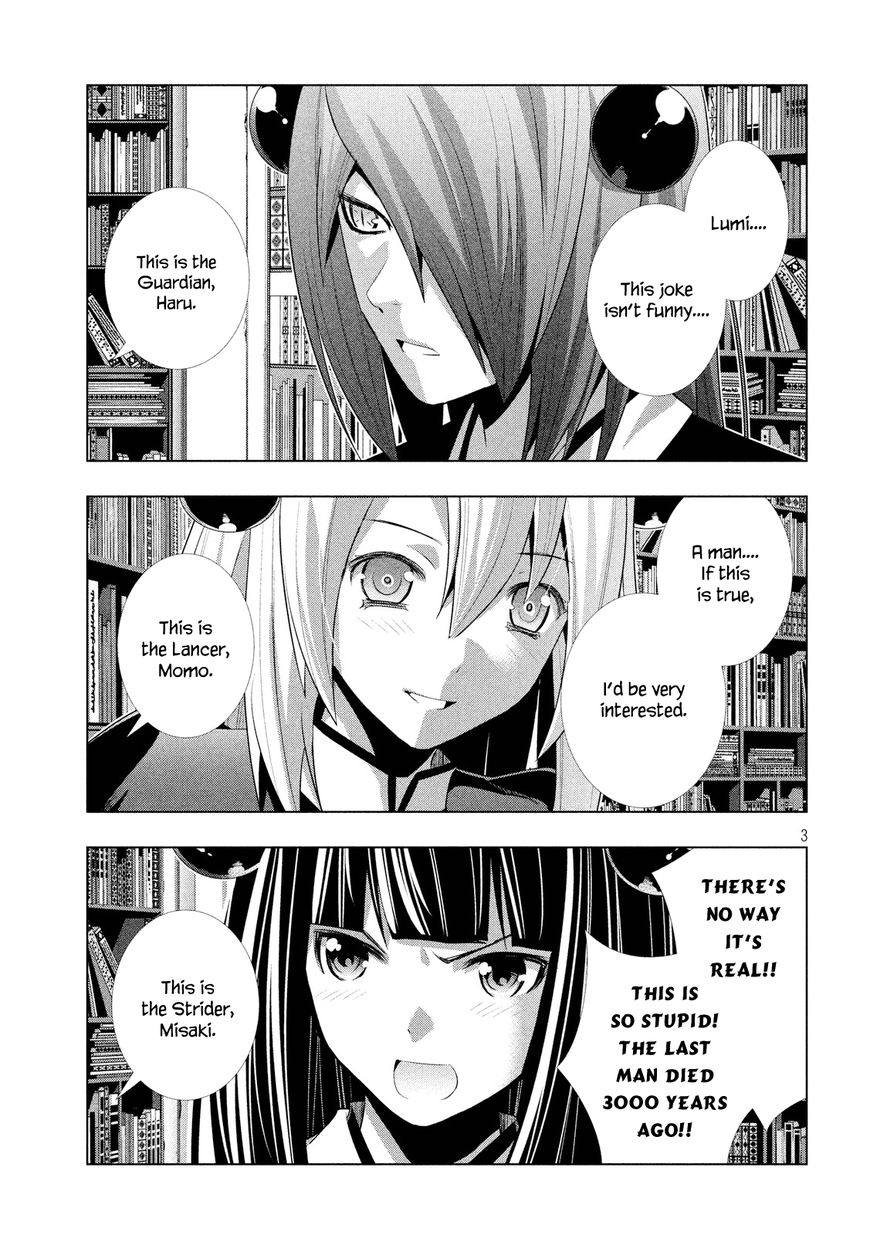 Lumi....
This joke
isn't funny....
This is the
Guardian,
Haru.
A man....
If this
is true,
I'd be very
interested.
This is
the Lancer,
Momo.
3
THERE'S
NO WAY
IT'S
REAL!!
THIS IS
SO STUPID!
THE LAST
MAN DIED
3000 YEARS
AGO!!
This is
the Strider,
Misaki.